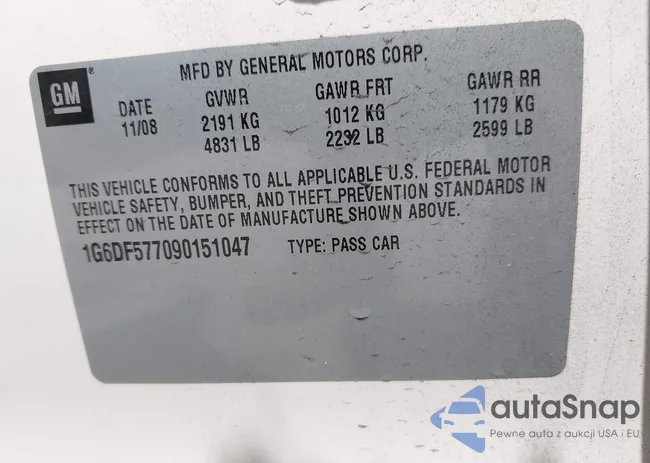 MFD BY GENERAL MOTORS CORP.
GM®
DATE GVWR GAWR FRT GAWR RR
11/08 2191 KG 1012 KG 1179 KG
4831 LB 2232 LB 2599 LB
THIS VEHICLE CONFORMS TO ALL APPLICABLE U.S. FEDERAL MOTOR
VEHICLE SAFETY, BUMPER, AND THEFT PREVENTION STANDARDS IN
EFFECT ON THE DATE OF MANUFACTURE SHOWN ABOVE.
1G6DF577090151047 TYPE: PASS CAR
autaSnap
Pewne auta z aukcji USA i EU